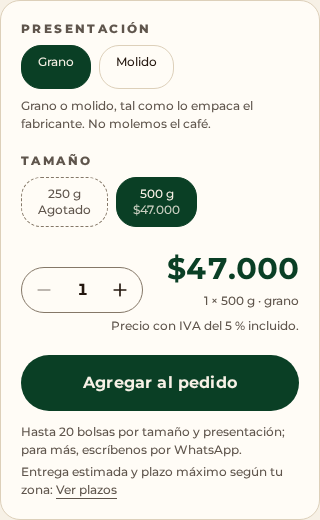 PRESENTACIÓN
Grano
Molido
Grano o molido, tal como lo empaca el
fabricante. No molemos el café.
TAMAÑO
250 g
Agotado
500 g
$47.000
− 1 +
$47.000
1 × 500 g · grano
Precio con IVA del 5 % incluido.
Agregar al pedido
Hasta 20 bolsas por tamaño y presentación;
para más, escríbenos por WhatsApp.
Entrega estimada y plazo máximo según tu
zona: Ver plazos